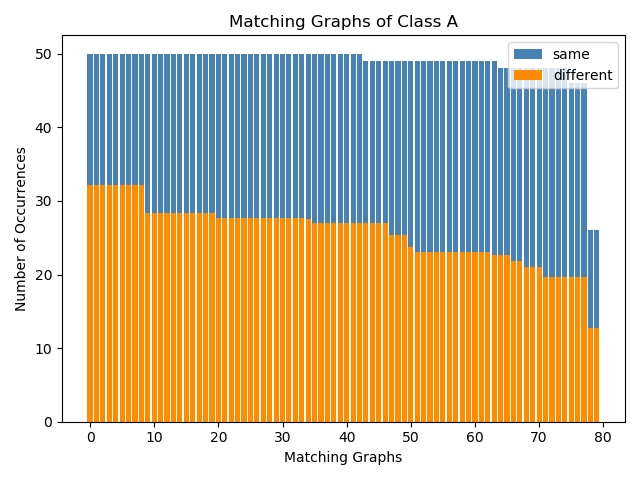 Matching Graphs of Class A
same
different
Number of Occurrences
50
40
30
20
10
0
0 10 20 30 40 50 60 70 80
Matching Graphs